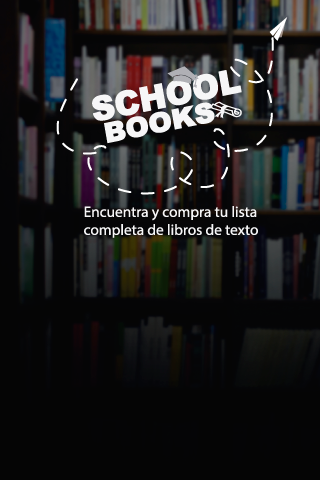 SCHOOL
BOOKS
Encuentra y compra tu lista
completa de libros de texto